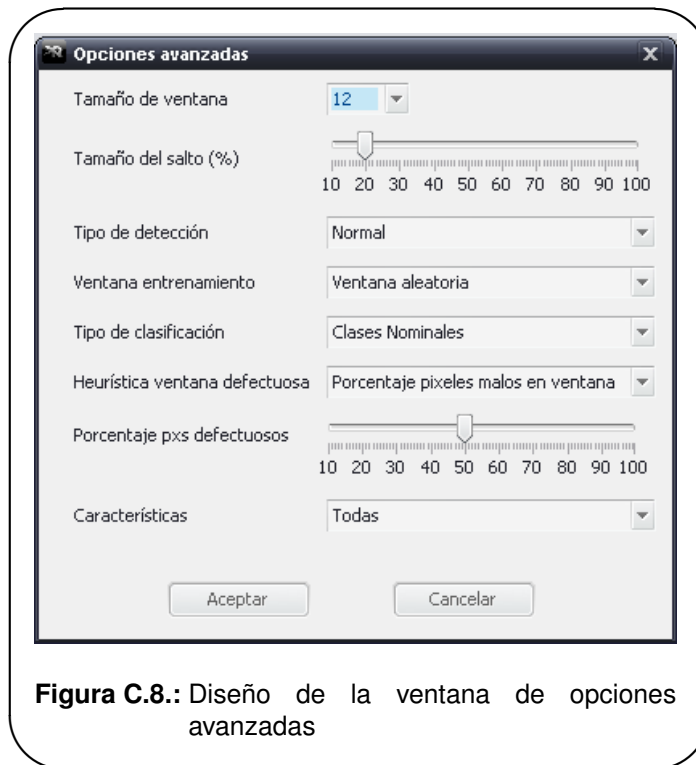 Opciones avanzadas
Tamaño de ventana 12
Tamaño del salto (%)
10 20 30 40 50 60 70 80 90 100
Tipo de detección Normal
Ventana entrenamiento Ventana aleatoria
Tipo de clasificación Clases Nominales
Heurística ventana defectuosa Porcentaje pixeles malos en ventana
Porcentaje pxs defectuosos
10 20 30 40 50 60 70 80 90 100
Características Todas
Aceptar Cancelar
Figura C.8.: Diseño de la ventana de opciones
avanzadas